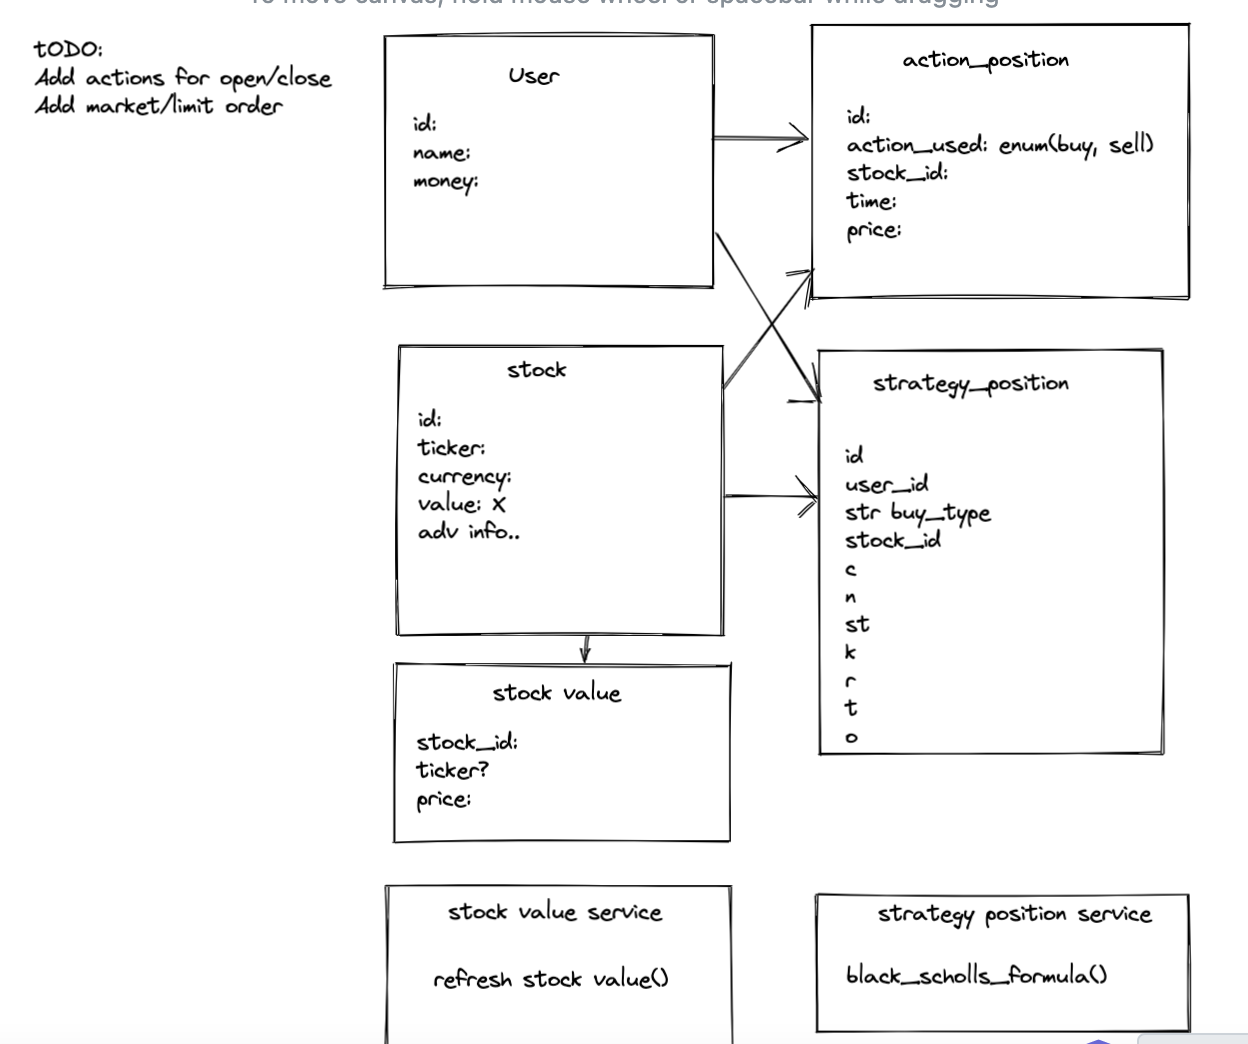 To move canvas, hold mouse wheel or spacebar while dragging
tODO:
Add actions for open/close
Add market/limit order
User
id:
name:
money:
action_position
id:
action_used: enum(buy, sell)
stock_id:
time:
price:
stock
id:
ticker:
currency:
value: X
adv info..
strategy_position
id
user_id
str buy_type
stock_id
c
n
st
k
r
t
o
stock value
stock_id:
ticker?
price:
stock value service
refresh stock value()
strategy position service
black_scholls_formula()